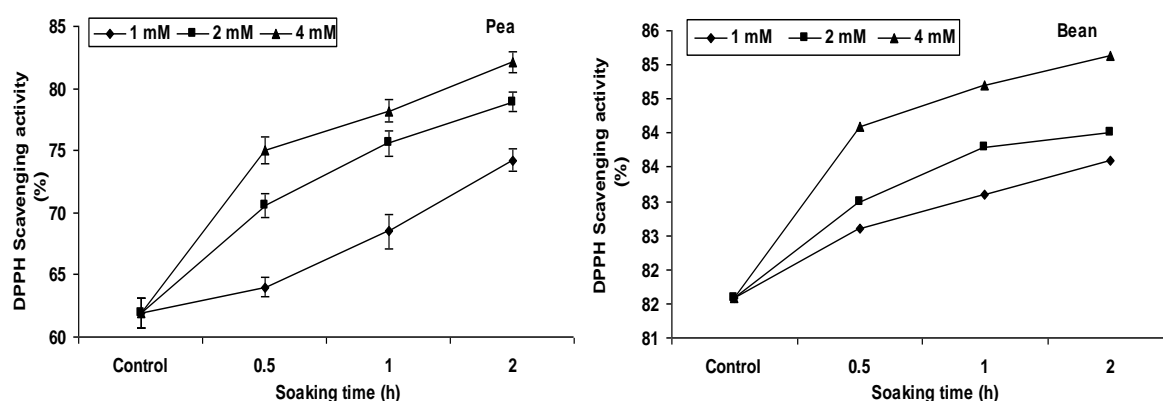 85
80
75
70
65
60
DPPH Scavenging activity
(%)
1 mM 2 mM 4 mM
Pea
Control 0.5 1 2
Soaking time (h)
86
85
85
84
84
83
83
82
82
81
DPPH Scavenging activity
(%)
1 mM 2 mM 4 mM
Bean
Control 0.5 1 2
Soaking time (h)